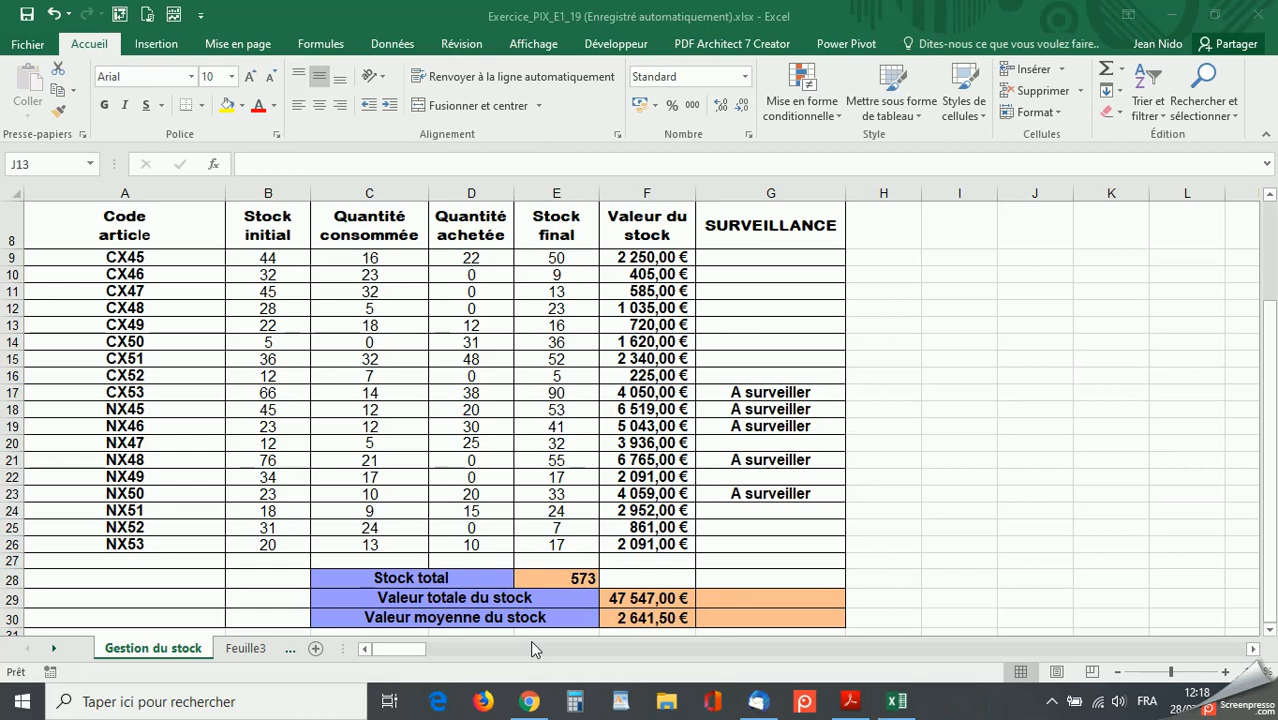 Exercice_PIX_E1_19 (Enregistré automatiquement).xlsx - Excel
Fichier Accueil Insertion Mise en page Formules Données Révision Affichage Développeur PDF Architect 7 Creator Power Pivot Dites-nous ce que vous voulez faire.. Jean Nido Partager
Coller
Arial 10
G I S A
Renvoyer à la ligne automatiquement
Fusionner et centrer
Standard
% 000
Mise en forme conditionnelle
Mettre sous forme de tableau
Styles de cellules
Insérer
Supprimer
Format
Trier et filtrer
Rechercher et sélectionner
Presse-papiers Police Alignement Nombre Style Cellules Édition
J13 fx
A B C D E F G H I J K L
8 Code article Stock initial Quantité consommée Quantité achetée Stock final Valeur du stock SURVEILLANCE
9 CX45 44 16 22 50 2 250,00 €
10 CX46 32 23 0 9 405,00 €
11 CX47 45 32 0 13 585,00 €
12 CX48 28 5 0 23 1 035,00 €
13 CX49 22 18 12 16 720,00 €
14 CX50 5 0 31 36 1 620,00 €
15 CX51 36 32 48 52 2 340,00 €
16 CX52 12 7 0 5 225,00 €
17 CX53 66 14 38 90 4 050,00 € A surveiller
18 NX45 45 12 20 53 6 519,00 € A surveiller
19 NX46 23 12 30 41 5 043,00 € A surveiller
20 NX47 12 5 25 32 3 936,00 €
21 NX48 76 21 0 55 6 765,00 € A surveiller
22 NX49 34 17 0 17 2 091,00 €
23 NX50 23 10 20 33 4 059,00 € A surveiller
24 NX51 18 9 15 24 2 952,00 €
25 NX52 31 24 0 7 861,00 €
26 NX53 20 13 10 17 2 091,00 €
27
28 Stock total 573
29 Valeur totale du stock 47 547,00 €
30 Valeur moyenne du stock 2 641,50 €
Gestion du stock Feuille3 ...
Prêt
Taper ici pour rechercher
FRA
12:18
Screenpresso.com